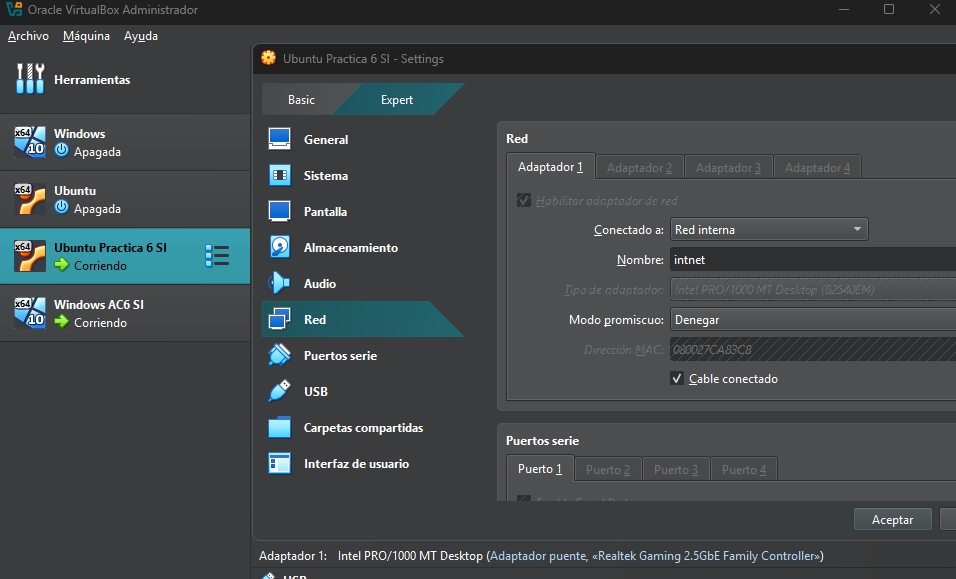 Oracle VirtualBox Administrador
Archivo Máquina Ayuda
Herramientas
x64
10
Windows
Apagada
x64
Ubuntu
Apagada
x64
Ubuntu Practica 6 SI
Corriendo
x64
10
Windows AC6 SI
Corriendo
Ubuntu Practica 6 SI - Settings
Basic Expert
General
Sistema
Pantalla
Almacenamiento
Audio
Red
Puertos serie
USB
Carpetas compartidas
Interfaz de usuario
Red
Adaptador 1 Adaptador 2 Adaptador 3 Adaptador 4
Habilitar adaptador de red
Conectado a: Red interna
Nombre: intnet
Tipo de adaptador: Intel PRO/1000 MT Desktop (82540EM)
Modo promiscuo: Denegar
Dirección MAC: 080027CA83C8
Cable conectado
Puertos serie
Puerto 1 Puerto 2 Puerto 3 Puerto 4
Aceptar
Adaptador 1: Intel PRO/1000 MT Desktop (Adaptador puente, «Realtek Gaming 2.5GbE Family Controller»)
USB